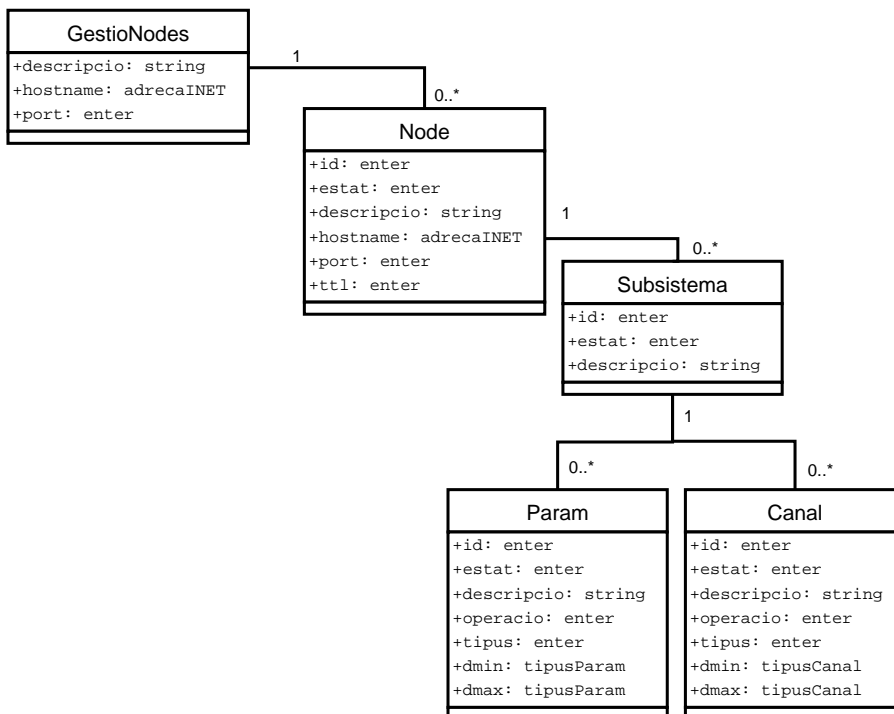 GestioNodes
+descripcio: string
+hostname: adrecaINET
+port: enter
1
0..*
Node
+id: enter
+estat: enter
+descripcio: string
+hostname: adrecaINET
+port: enter
+ttl: enter
1
0..*
Subsistema
+id: enter
+estat: enter
+descripcio: string
1
0..*
0..*
Param
+id: enter
+estat: enter
+descripcio: string
+operacio: enter
+tipus: enter
+dmin: tipusParam
+dmax: tipusParam
Canal
+id: enter
+estat: enter
+descripcio: string
+operacio: enter
+tipus: enter
+dmin: tipusCanal
+dmax: tipusCanal